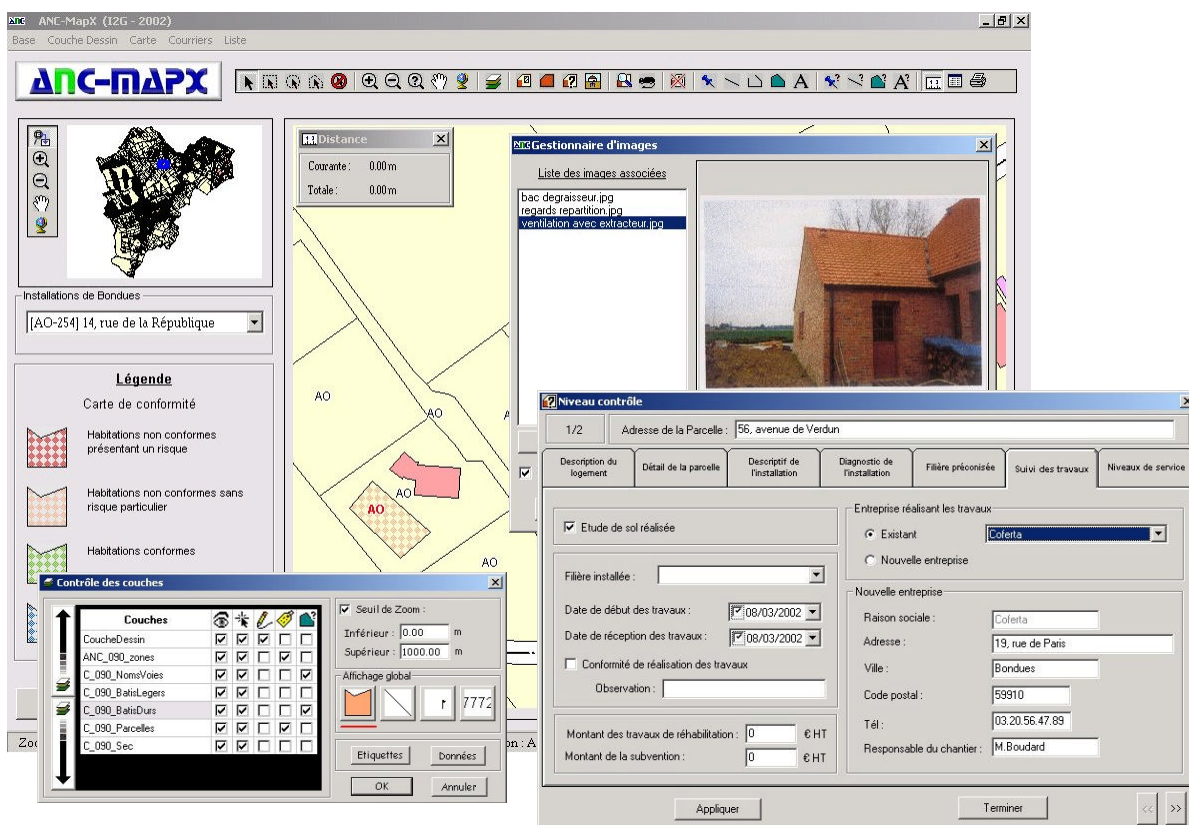 ANC ANC-MapX (I2G - 2002)
Base Couche Dessin Carte Courriers Liste
ANC-MAPX
Distance
Courante : 0.00 m
Totale : 0.00 m
ANC Gestionnaire d'images
Liste des images associées
bac degraisseur.jpg
regards repartition.jpg
ventilation avec extracteur.jpg
Installations de Bondues
[AO-254] 14, rue de la République
Légende
Carte de conformité
Habitations non conformes
présentant un risque
Habitations non conformes sans
risque particulier
Habitations conformes
AO
AO
AO
AO
AO
Niveau contrôle
1/2 Adresse de la Parcelle : 56, avenue de Verdun
Description du
logement
Détail de la parcelle
Descriptif de
l'installation
Diagnostic de
l'installation
Filière préconisée
Suivi des travaux
Niveaux de service
Etude de sol réalisée
Filière installée :
Date de début des travaux : 08/03/2002
Date de réception des travaux : 08/03/2002
Conformité de réalisation des travaux
Observation :
Montant des travaux de réhabilitation : 0 € HT
Montant de la subvention : 0 € HT
Entreprise réalisant les travaux
Existant Coferta
Nouvelle entreprise
Nouvelle entreprise
Raison sociale : Coferta
Adresse : 19, rue de Paris
Ville : Bondues
Code postal : 59910
Tél : 03.20.56.47.89
Responsable du chantier : M.Boudard
Appliquer Terminer << >>
Contrôle des couches
Couches
CoucheDessin
ANC_090_zones
C_090_NomsVoies
C_090_BatisLegers
C_090_BatisDurs
C_090_Parcelles
C_090_Sec
Seuil de Zoom :
Inférieur : 0.00 m
Supérieur : 1000.00 m
Affichage global
7772
Etiquettes Données
OK Annuler